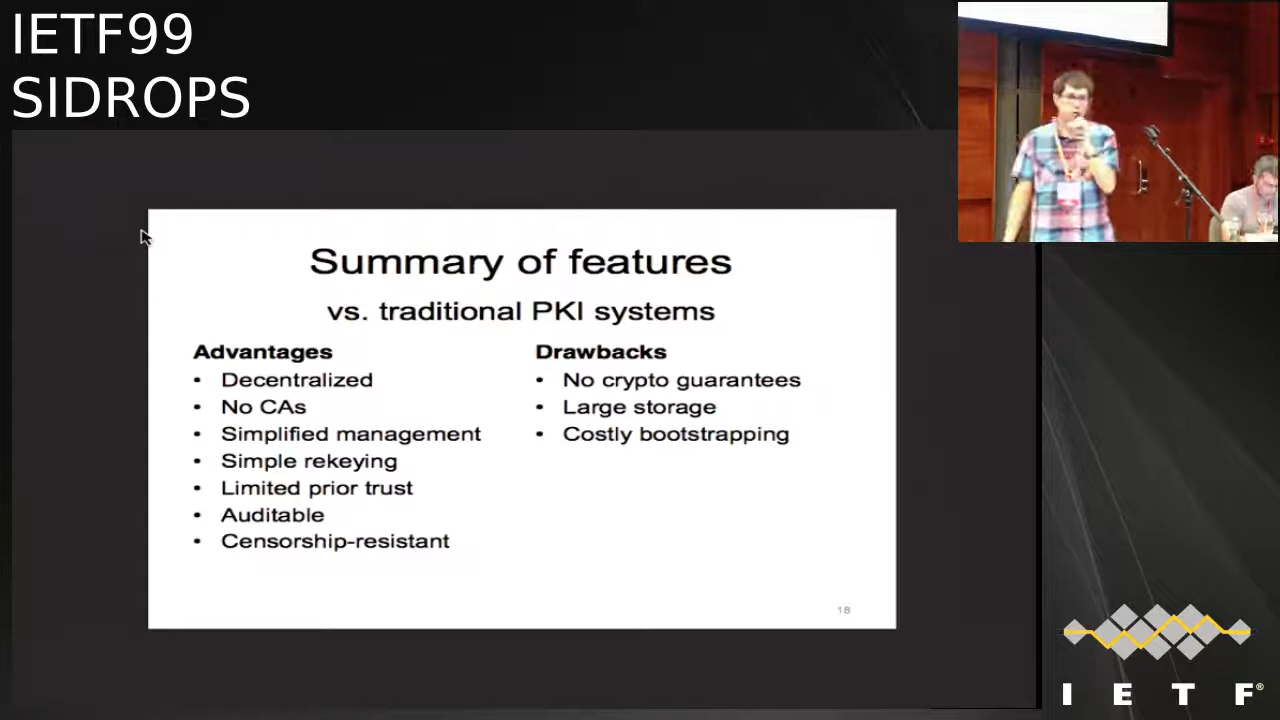 IETF99
SIDROPS
Summary of features
vs. traditional PKI systems
Advantages
• Decentralized
• No CAs
• Simplified management
• Simple rekeying
• Limited prior trust
• Auditable
• Censorship-resistant
Drawbacks
• No crypto guarantees
• Large storage
• Costly bootstrapping
18
I E T F®